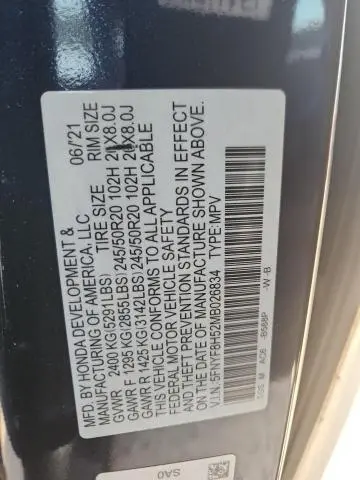 MFD. BY HONDA DEVELOPMENT & 06/21
MANUFACTURING OF AMERICA, LLC
TIRE SIZE RIM SIZE
GVWR 2400 KG(5291LBS)
GAWR F 1295 KG(2855LBS) 245/50R20 102H 20X8.0J
GAWR R 1425 KG(3142LBS) 245/50R20 102H 20X8.0J
THIS VEHICLE CONFORMS TO ALL APPLICABLE
FEDERAL MOTOR VEHICLE SAFETY
AND THEFT PREVENTION STANDARDS IN EFFECT
ON THE DATE OF MANUFACTURE SHOWN ABOVE.
V.I.N.:5FNYF8H52MB026834 TYPE:MPV
B588P -W -B
SA0